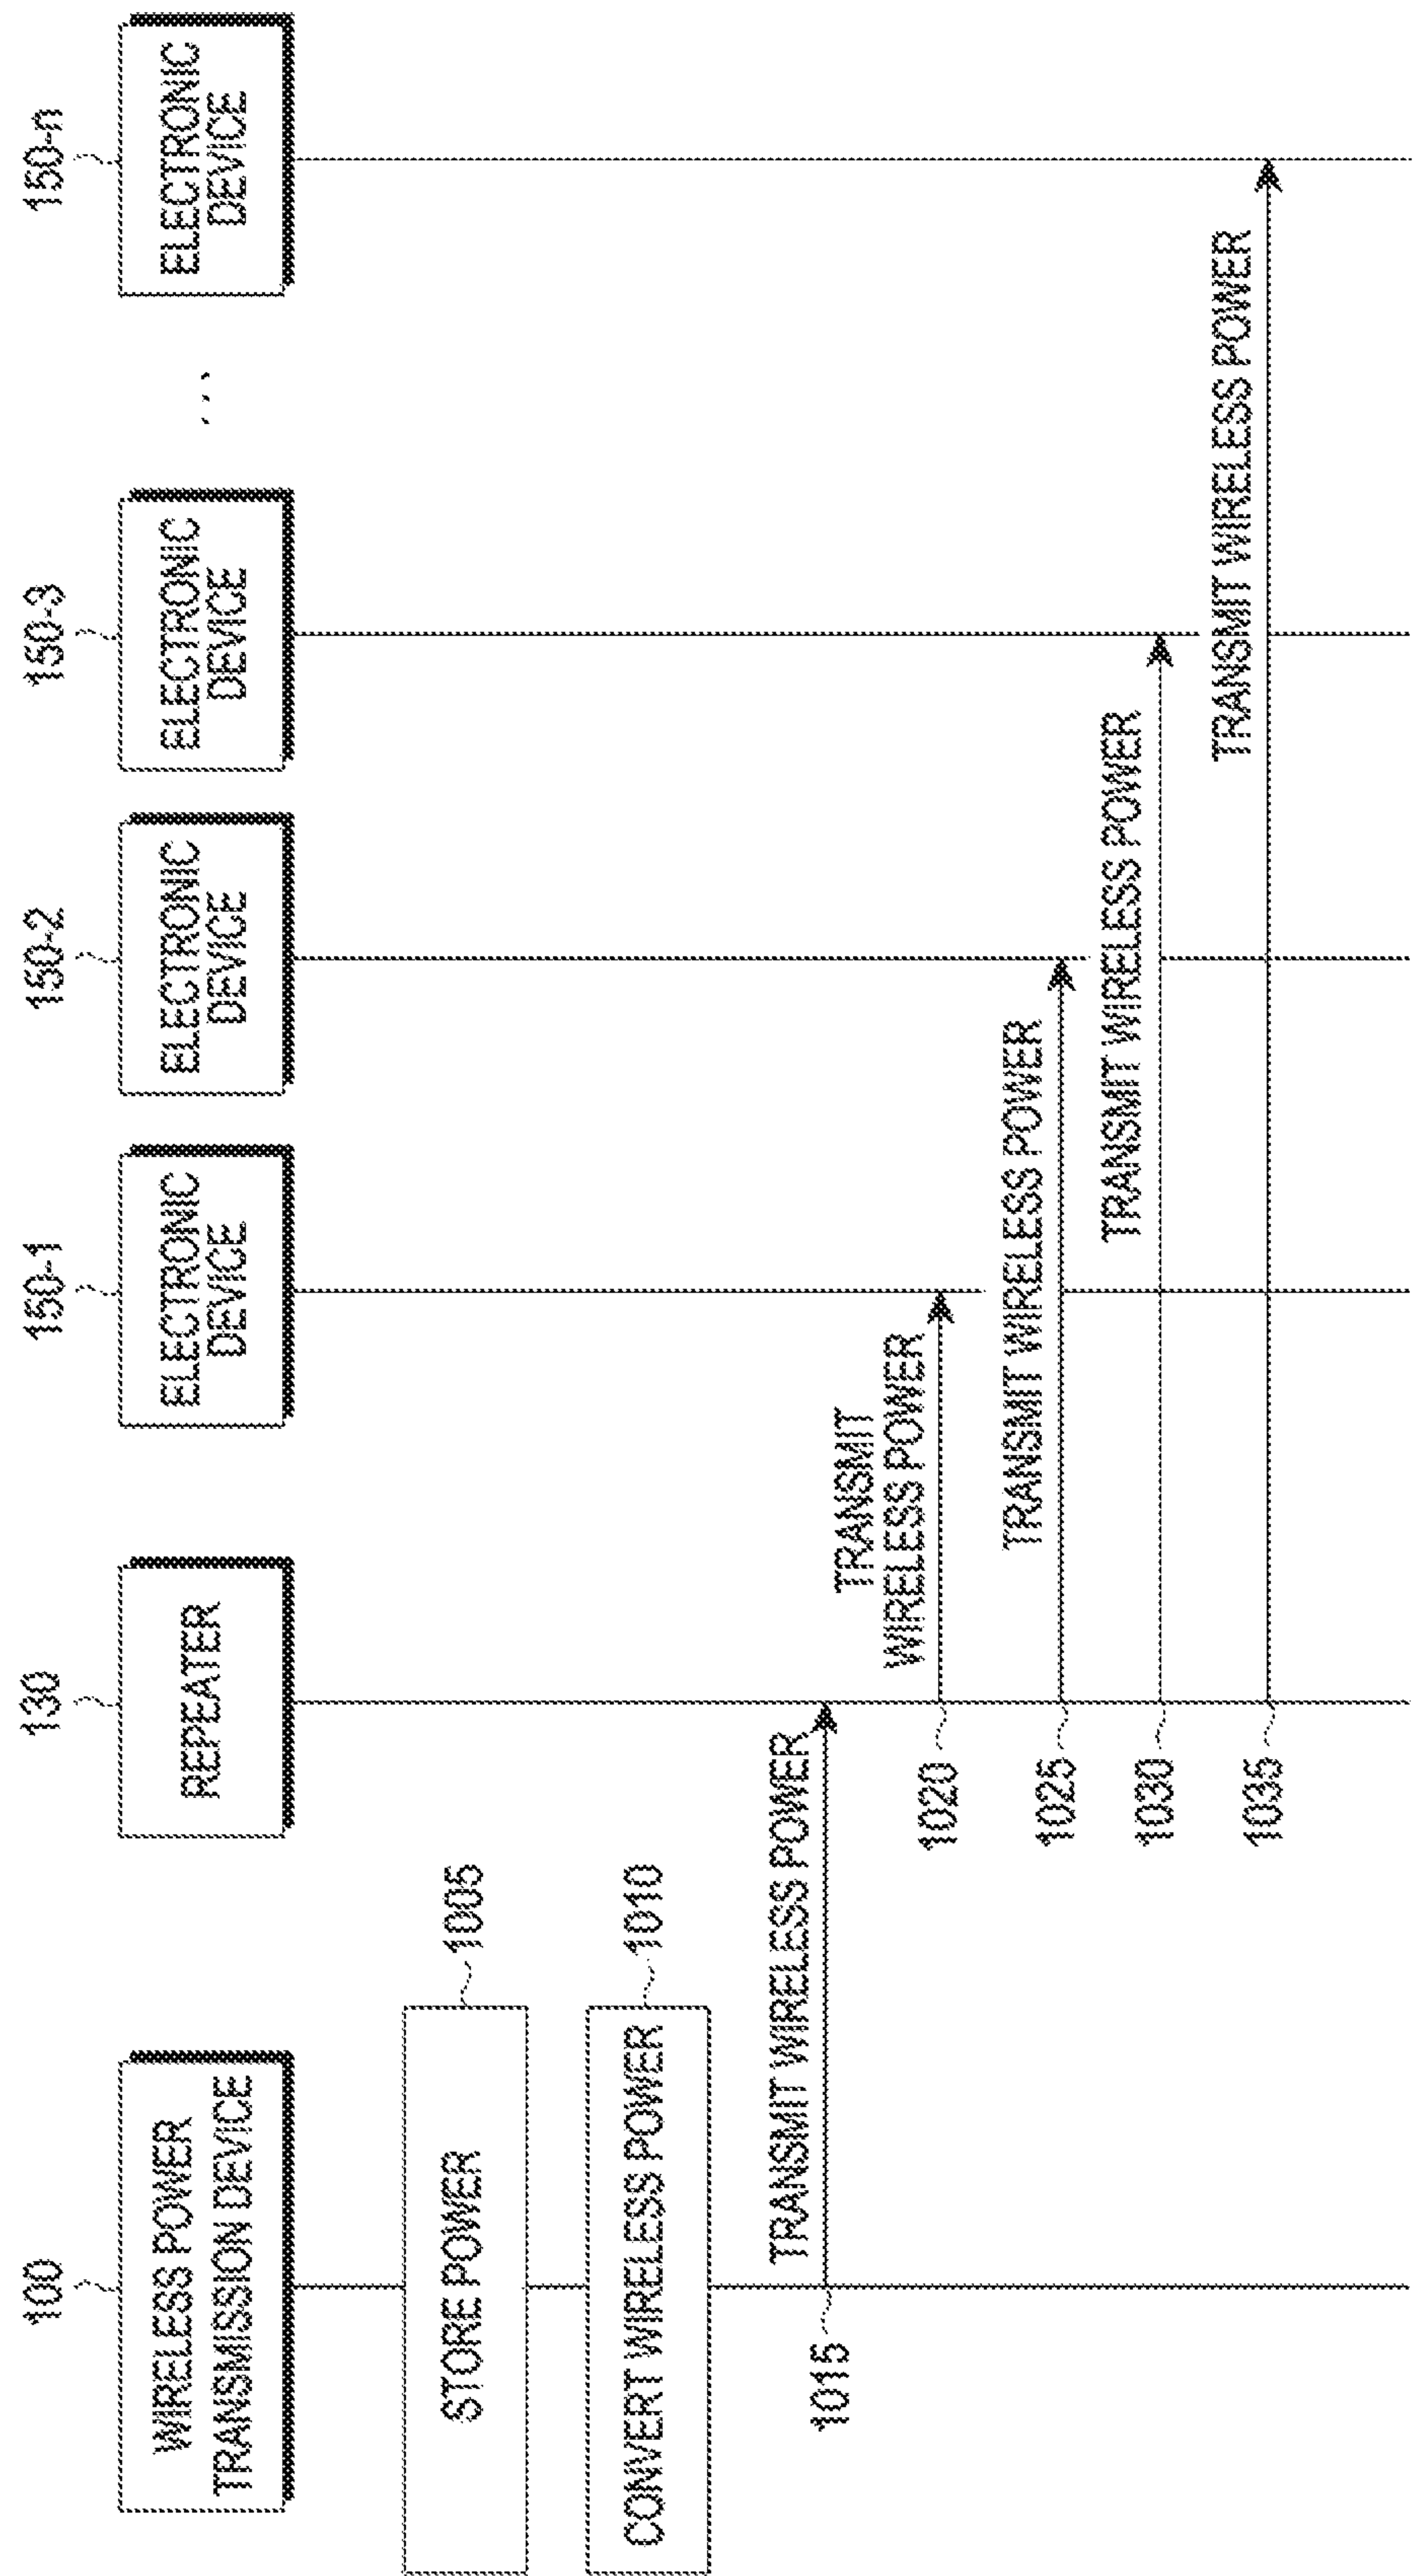 100
130
150-1
150-2
150-3
150-n
WIRELESS POWER
TRANSMISSION DEVICE
REPEATER
ELECTRONIC
DEVICE
ELECTRONIC
DEVICE
ELECTRONIC
DEVICE
...
ELECTRONIC
DEVICE
STORE POWER
1005
CONVERT WIRELESS POWER
1010
TRANSMIT WIRELESS POWER
1015
TRANSMIT
WIRELESS POWER
1020
TRANSMIT WIRELESS POWER
1025
TRANSMIT WIRELESS POWER
1030
TRANSMIT WIRELESS POWER
1035